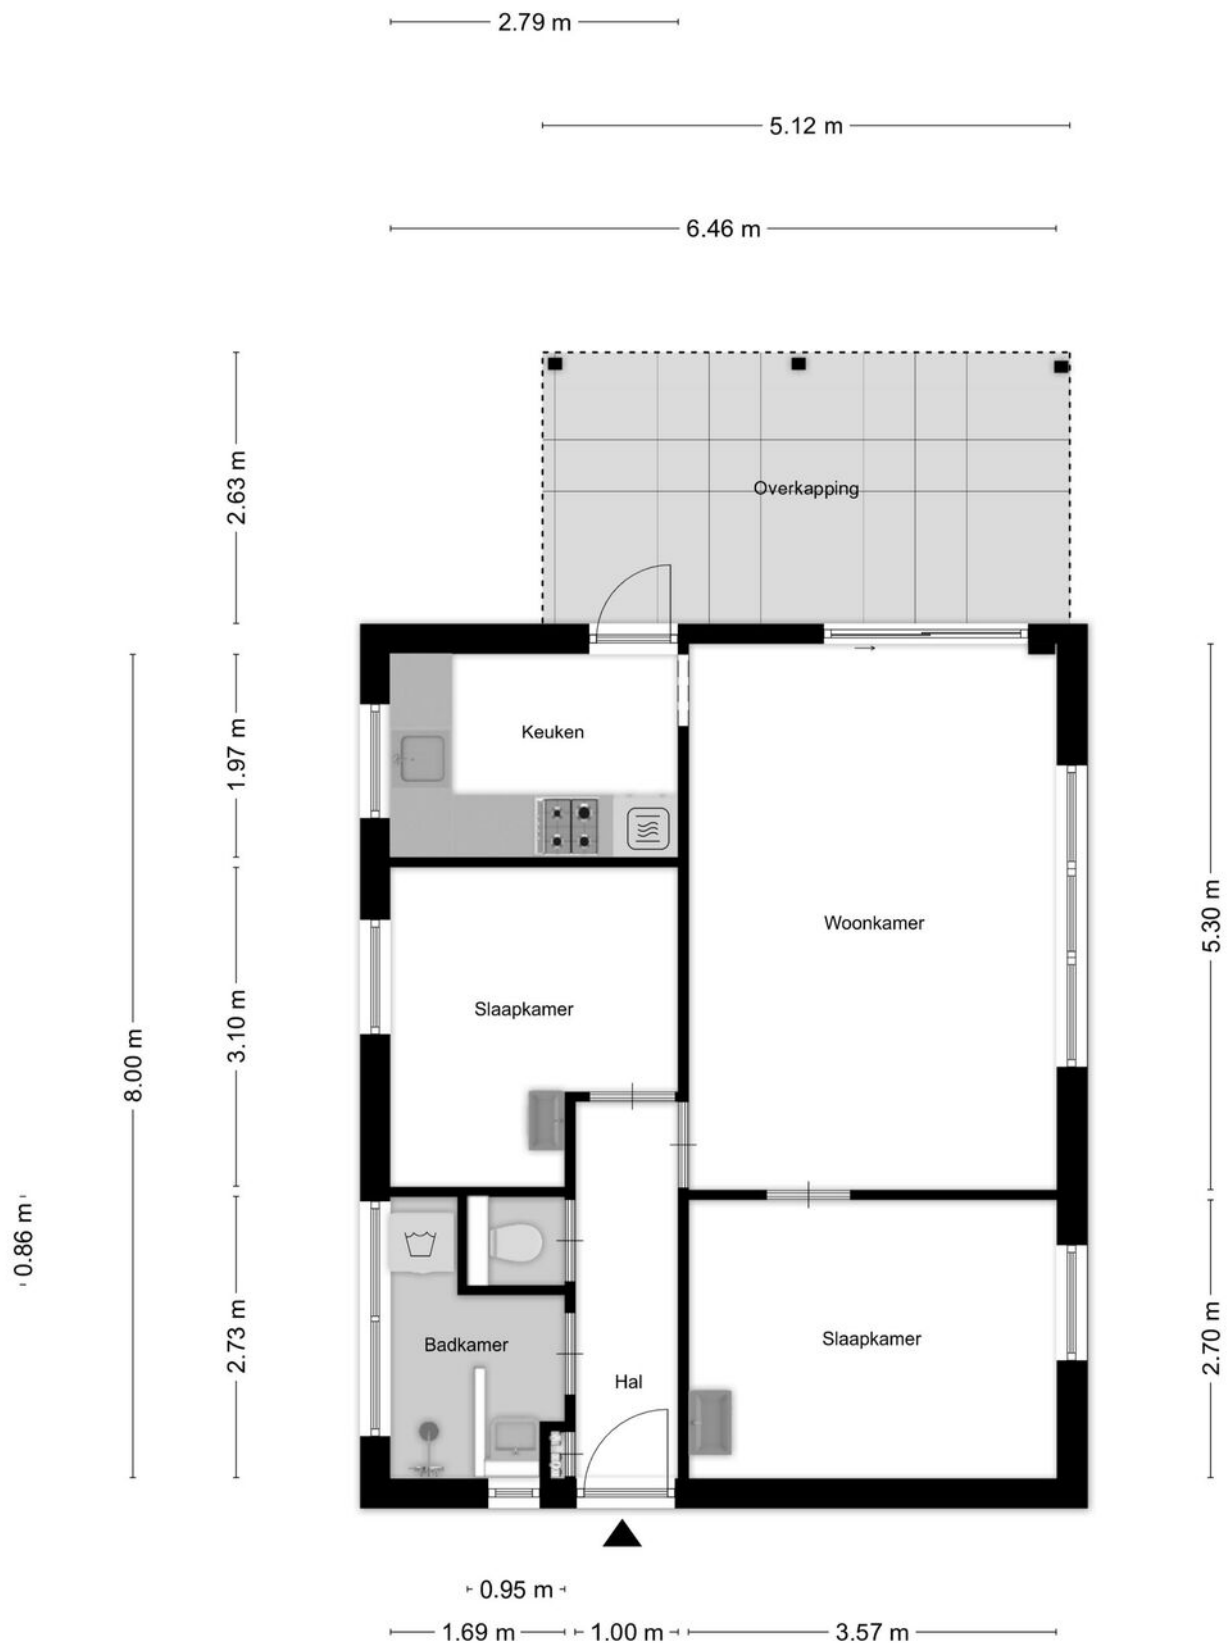 2.79 m
5.12 m
6.46 m
2.63 m
Overkapping
1.97 m
Keuken
5.30 m
Woonkamer
Slaapkamer
3.10 m
8.00 m
0.86 m
2.73 m
Badkamer
Slaapkamer
2.70 m
Hal
0.95 m
1.69 m
1.00 m
3.57 m